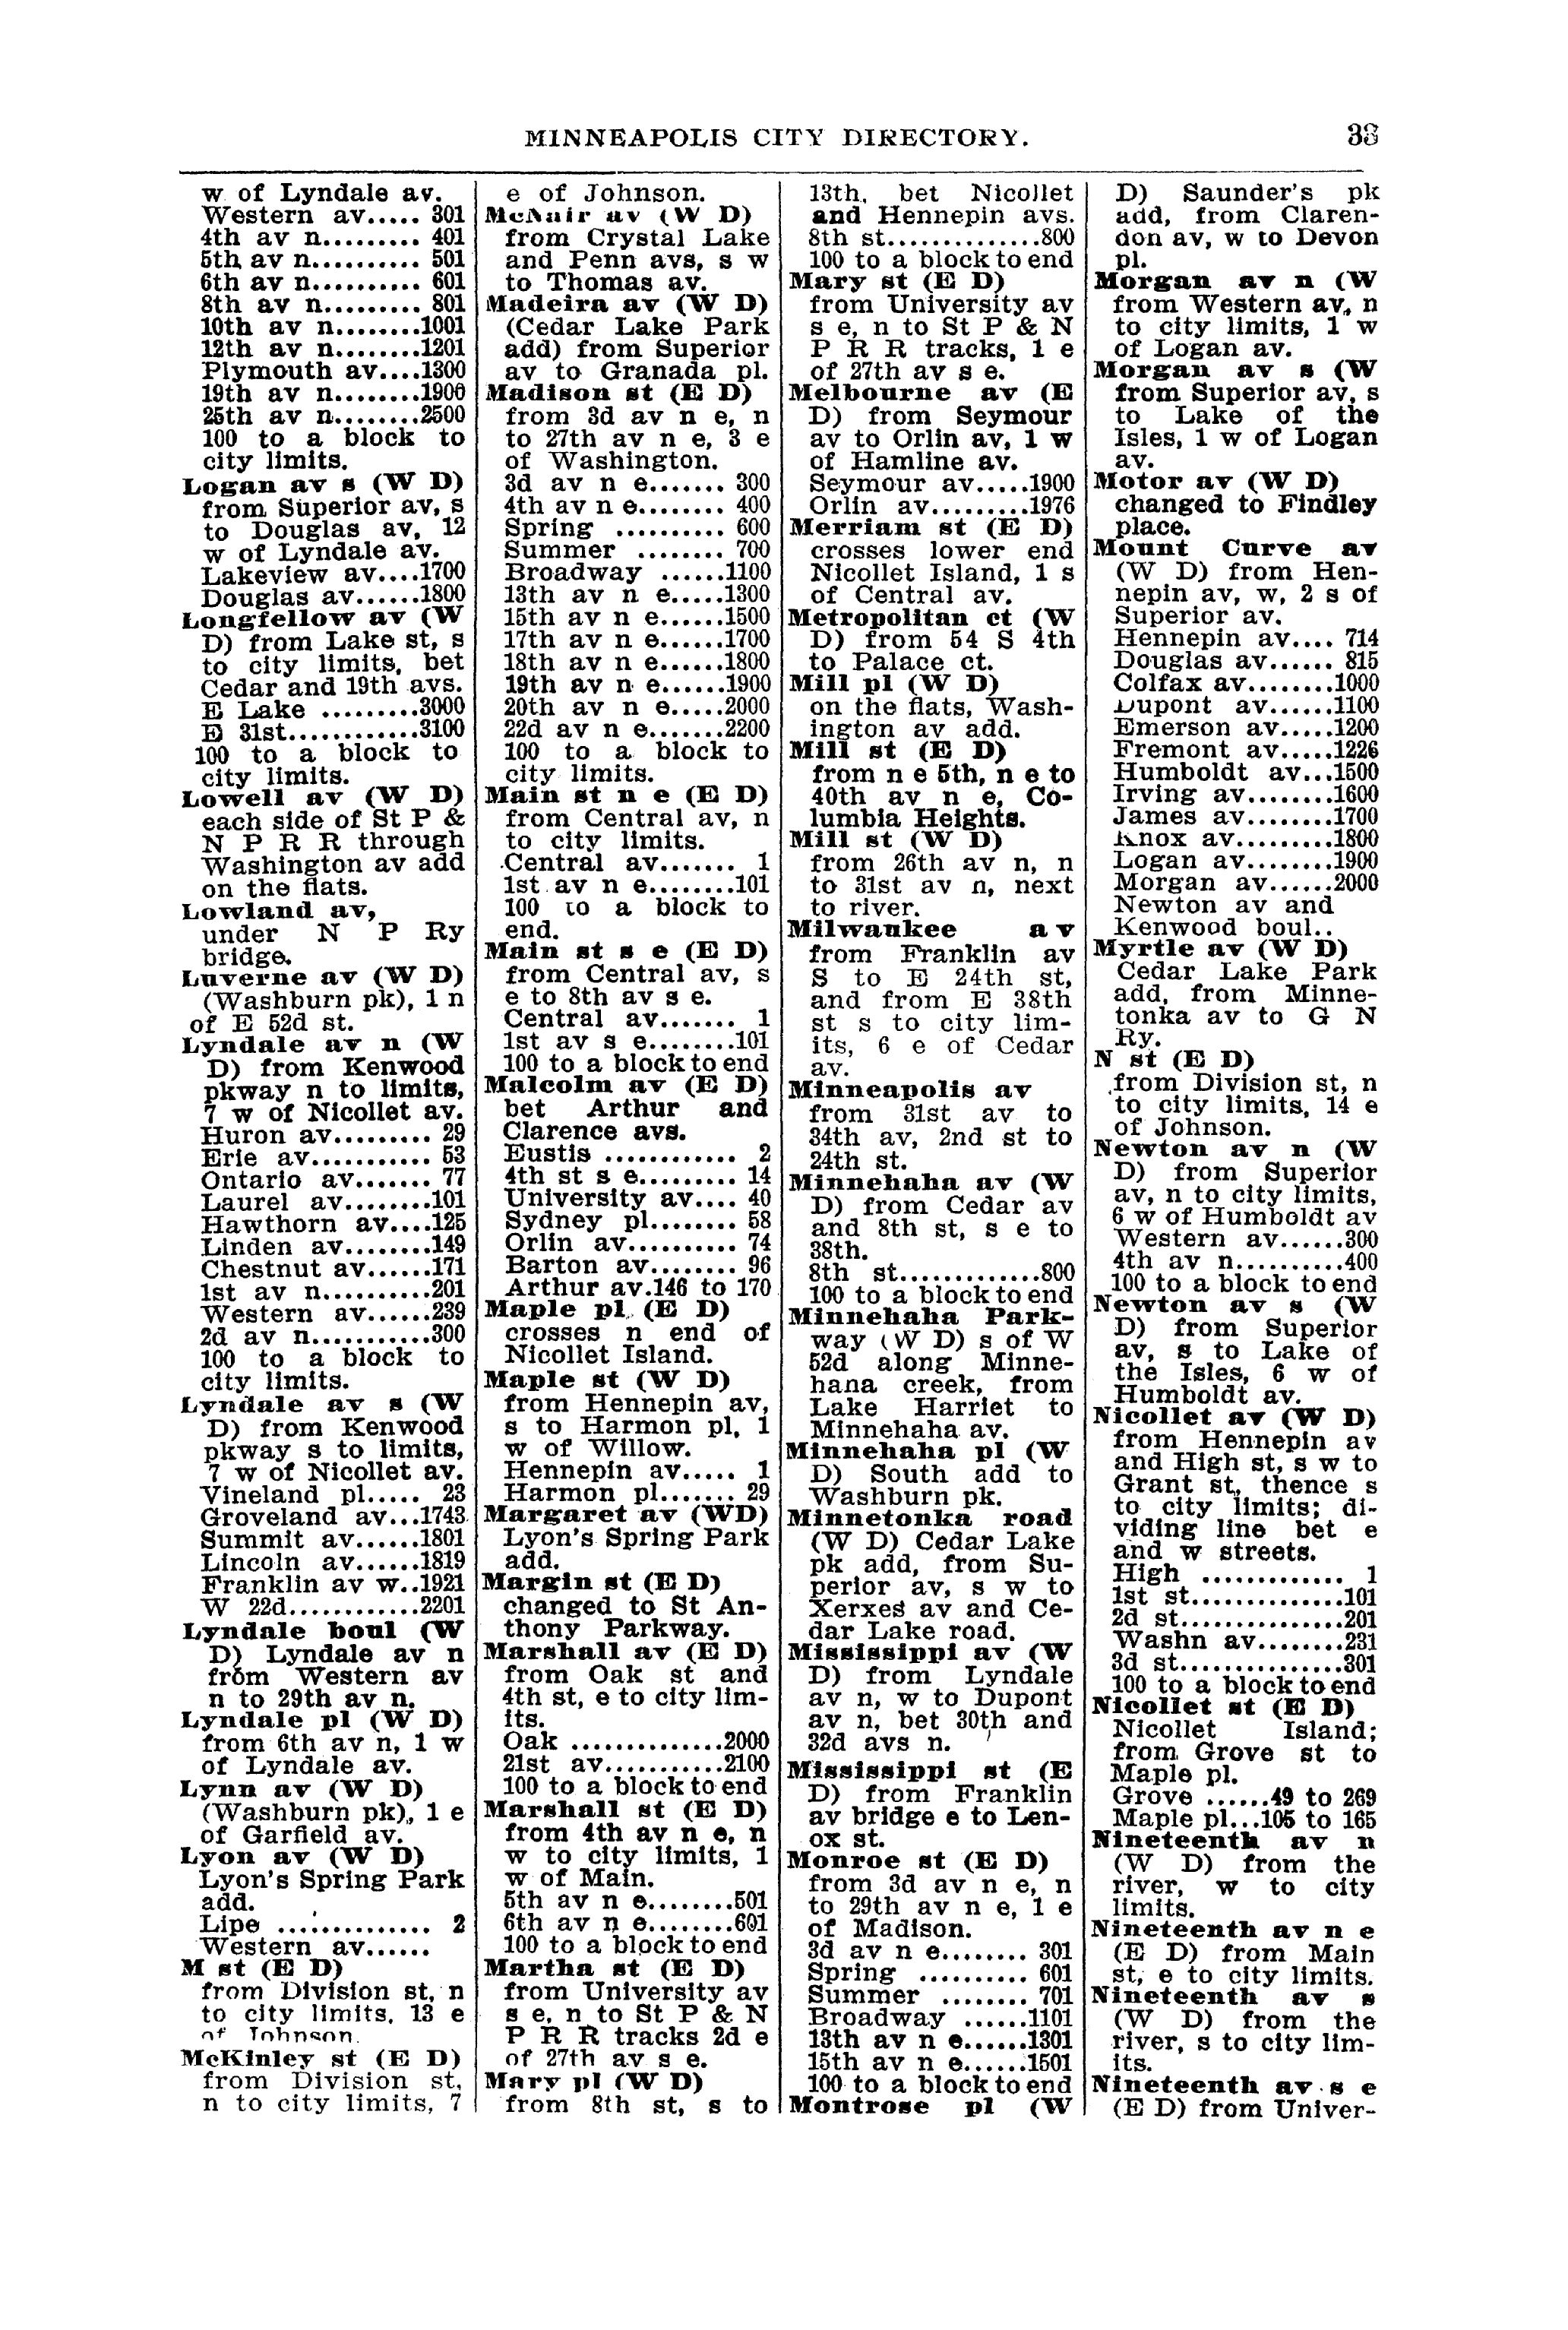 MINNEAPOLIS CITY DIRECTORY. 33
w of Lyndale av.
Western av..... 301
4th av n......... 401
5th av n.......... 501
6th av n.......... 601
8th av n......... 801
10th av n........1001
12th av n........1201
Plymouth av....1300
19th av n........1900
25th av n........2500
100 to a block to
city limits.
Logan av s (W D)
from Superior av, s
to Douglas av, 12
w of Lyndale av.
Lakeview av....1700
Douglas av......1800
Longfellow av (W
D) from Lake st, s
to city limits, bet
Cedar and 19th avs.
E Lake .........3000
E 31st............3100
100 to a block to
city limits.
Lowell av (W D)
each side of St P &
N P R R through
Washington av add
on the flats.
Lowland av,
under N P Ry
bridge.
Luverne av (W D)
(Washburn pk), 1 n
of E 52d st.
Lyndale av n (W
D) from Kenwood
pkway n to limits,
7 w of Nicollet av.
Huron av......... 29
Erie av........... 53
Ontario av....... 77
Laurel av........101
Hawthorn av....125
Linden av........149
Chestnut av......171
1st av n..........201
Western av......239
2d av n...........300
100 to a block to
city limits.
Lyndale av s (W
D) from Kenwood
pkway s to limits,
7 w of Nicollet av.
Vineland pl..... 23
Groveland av...1743
Summit av......1801
Lincoln av......1819
Franklin av w..1921
W 22d............2201
Lyndale boul (W
D) Lyndale av n
from Western av
n to 29th av n.
Lyndale pl (W D)
from 6th av n, 1 w
of Lyndale av.
Lynn av (W D)
(Washburn pk), 1 e
of Garfield av.
Lyon av (W D)
Lyon's Spring Park
add.
Lipe .............. 2
Western av......
M st (E D)
from Division st, n
to city limits, 13 e
of Johnson.
McKinley st (E D)
from Division st,
n to city limits, 7
e of Johnson.
McNair av (W D)
from Crystal Lake
and Penn avs, s w
to Thomas av.
Madeira av (W D)
(Cedar Lake Park
add) from Superior
av to Granada pl.
Madison st (E D)
from 3d av n e, n
to 27th av n e, 3 e
of Washington.
3d av n e....... 300
4th av n e........ 400
Spring .......... 600
Summer ........ 700
Broadway ......1100
13th av n e.....1300
15th av n e......1500
17th av n e......1700
18th av n e......1800
19th av n e......1900
20th av n e.....2000
22d av n e.......2200
100 to a block to
city limits.
Main st n e (E D)
from Central av, n
to city limits.
Central av....... 1
1st av n e........101
100 to a block to
end.
Main st s e (E D)
from Central av, s
e to 8th av s e.
Central av....... 1
1st av s e........101
100 to a block to end
Malcolm av (E D)
bet Arthur and
Clarence avs.
Eustis ............ 2
4th st s e......... 14
University av.... 40
Sydney pl........ 58
Orlin av.......... 74
Barton av........ 96
Arthur av.146 to 170
Maple pl. (E D)
crosses n end of
Nicollet Island.
Maple st (W D)
from Hennepin av,
s to Harmon pl, 1
w of Willow.
Hennepin av..... 1
Harmon pl....... 29
Margaret av (WD)
Lyon's Spring Park
add.
Margin st (E D)
changed to St An-
thony Parkway.
Marshall av (E D)
from Oak st and
4th st, e to city lim-
its.
Oak ..............2000
21st av...........2100
100 to a block to end
Marshall st (E D)
from 4th av n e, n
w to city limits, 1
w of Main.
5th av n e........501
6th av n e........601
100 to a block to end
Martha st (E D)
from University av
s e, n to St P & N
P R R tracks 2d e
of 27th av s e.
Mary pl (W D)
from 8th st, s to
13th, bet Nicollet
and Hennepin avs.
8th st..............800
100 to a block to end
Mary st (E D)
from University av
s e, n to St P & N
P R R tracks, 1 e
of 27th av s e.
Melbourne av (E
D) from Seymour
av to Orlin av, 1 w
of Hamline av.
Seymour av.....1900
Orlin av.........1976
Merriam st (E D)
crosses lower end
Nicollet Island, 1 s
of Central av.
Metropolitan ct (W
D) from 54 S 4th
to Palace ct.
Mill pl (W D)
on the flats, Wash-
ington av add.
Mill st (E D)
from n e 5th, n e to
40th av n e, Co-
lumbia Heights.
Mill st (W D)
from 26th av n, n
to 31st av n, next
to river.
Milwaukee av
from Franklin av
S to E 24th st,
and from E 38th
st s to city lim-
its, 6 e of Cedar
av.
Minneapolis av
from 31st av to
34th av, 2nd st to
24th st.
Minnehaha av (W
D) from Cedar av
and 8th st, s e to
38th.
8th st.............800
100 to a block to end
Minnehaha Park-
way (W D) s of W
52d along Minne-
hana creek, from
Lake Harriet to
Minnehaha av.
Minnehaha pl (W
D) South add to
Washburn pk.
Minnetonka road
(W D) Cedar Lake
pk add, from Su-
perior av, s w to
Xerxes av and Ce-
dar Lake road.
Mississippi av (W
D) from Lyndale
av n, w to Dupont
av n, bet 30th and
32d avs n.
Mississippi st (E
D) from Franklin
av bridge e to Len-
ox st.
Monroe st (E D)
from 3d av n e, n
to 29th av n e, 1 e
of Madison.
3d av n e........ 301
Spring .......... 601
Summer ........ 701
Broadway ......1101
13th av n e......1301
15th av n e......1501
100 to a block to end
Montrose pl (W
D) Saunder's pk
add, from Claren-
don av, w to Devon
pl.
Morgan av n (W
from Western av, n
to city limits, 1 w
of Logan av.
Morgan av s (W
from Superior av, s
to Lake of the
Isles, 1 w of Logan
av.
Motor av (W D)
changed to Findley
place.
Mount Curve av
(W D) from Hen-
nepin av, w, 2 s of
Superior av.
Hennepin av.... 714
Douglas av...... 815
Colfax av........1000
Dupont av......1100
Emerson av.....1200
Fremont av.....1226
Humboldt av...1500
Irving av........1600
James av........1700
Knox av.........1800
Logan av........1900
Morgan av......2000
Newton av and
Kenwood boul..
Myrtle av (W D)
Cedar Lake Park
add, from Minne-
tonka av to G N
Ry.
N st (E D)
from Division st, n
to city limits, 14 e
of Johnson.
Newton av n (W
D) from Superior
av, n to city limits,
6 w of Humboldt av
Western av......300
4th av n..........400
100 to a block to end
Newton av s (W
D) from Superior
av, s to Lake of
the Isles, 6 w of
Humboldt av.
Nicollet av (W D)
from Hennepin av
and High st, s w to
Grant st, thence s
to city limits; di-
viding line bet e
and w streets.
High ............. 1
1st st..............101
2d st...............201
Washn av........231
3d st...............301
100 to a block to end
Nicollet st (E D)
Nicollet Island;
from Grove st to
Maple pl.
Grove ......49 to 269
Maple pl...105 to 165
Nineteenth av n
(W D) from the
river, w to city
limits.
Nineteenth av n e
(E D) from Main
st, e to city limits.
Nineteenth av s
(W D) from the
river, s to city lim-
its.
Nineteenth av s e
(E D) from Univer-